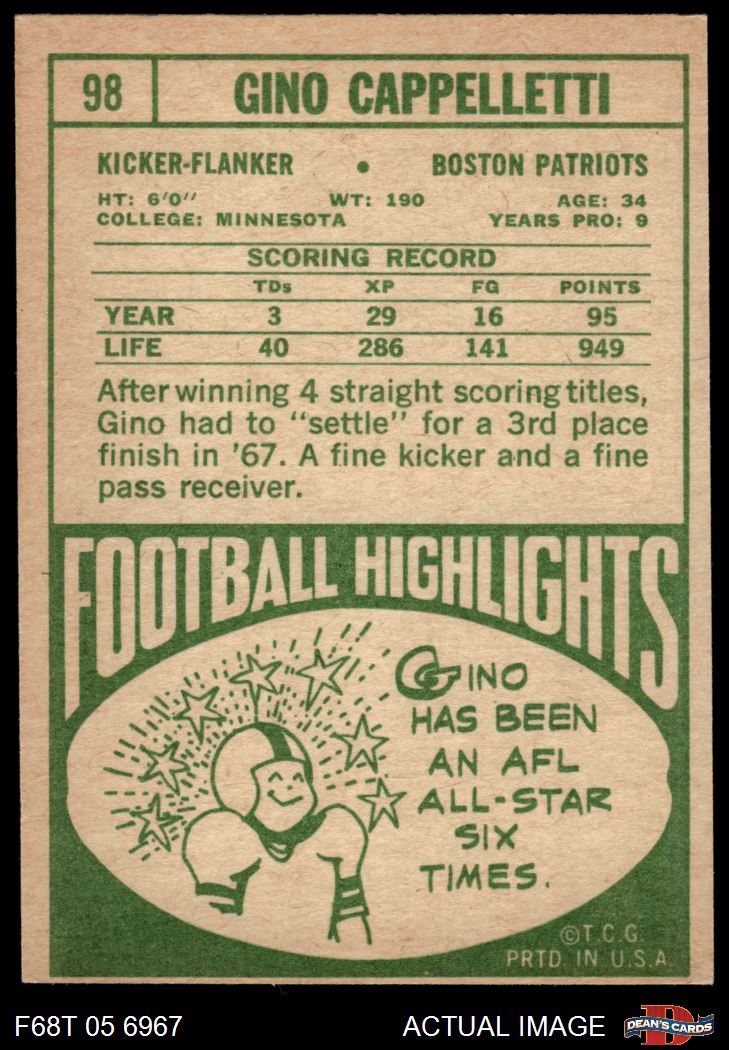 98 GINO CAPPELLETTI
KICKER-FLANKER • BOSTON PATRIOTS
HT: 6'0" WT: 190 AGE: 34
COLLEGE: MINNESOTA YEARS PRO: 9
SCORING RECORD
TDs XP FG POINTS
YEAR 3 29 16 95
LIFE 40 286 141 949
After winning 4 straight scoring titles,
Gino had to "settle" for a 3rd place
finish in '67. A fine kicker and a fine
pass receiver.
FOOTBALL HIGHLIGHTS
GINO
HAS BEEN
AN AFL
ALL-STAR
SIX
TIMES.
©T.C.G.
PRTD. IN U.S.A.
F68T 05 6967 ACTUAL IMAGE DEAN'S CARDS